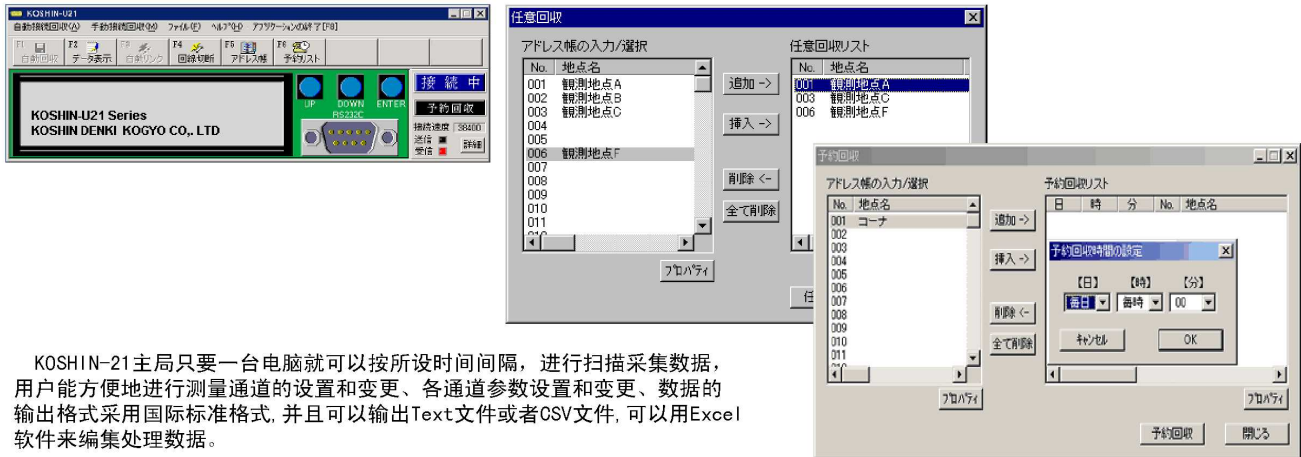 KOSHIN-U21
自動接続回収(A) 手動接続回収(M) ファイル(F) ヘルプ(H) アプリケーションの終了[F8]
F1 F2 F3 F4 F5 F6
自動回収 データ表示 自動リンク 回線切断 アドレス帳 予約リスト
KOSHIN-U21 Series
KOSHIN DENKI KOGYO CO,. LTD
UP DOWN ENTER
RS232C
接続中
予約回収
接続速度 38400
送信
受信
詳細
任意回収
アドレス帳の入力/選択
No. 地点名
001 観測地点A
002 観測地点B
003 観測地点C
004
005
006 観測地点F
007
008
009
010
011
追加 ->
挿入 ->
削除 <-
全て削除
プロパティ
任意回収リスト
No. 地点名
001 観測地点A
003 観測地点C
006 観測地点F
任
予約回収
アドレス帳の入力/選択
No. 地点名
001 コーナ
002
003
004
005
006
007
008
009
010
011
追加 ->
挿入 ->
削除 <-
全て削除
プロパティ
予約回収リスト
日 時 分 No. 地点名
予約回収時間の設定
【日】 【時】 【分】
毎日 毎時 00
キャンセル OK
プロパティ
予約回収 閉じる
KOSHIN-21主局只要一台电脑就可以按所设时间间隔，进行扫描采集数据，
用户能方便地进行测量通道的设置和变更、各通道参数设置和变更、数据的
输出格式采用国际标准格式,并且可以输出Text文件或者CSV文件,可以用Excel
软件来编集处理数据。